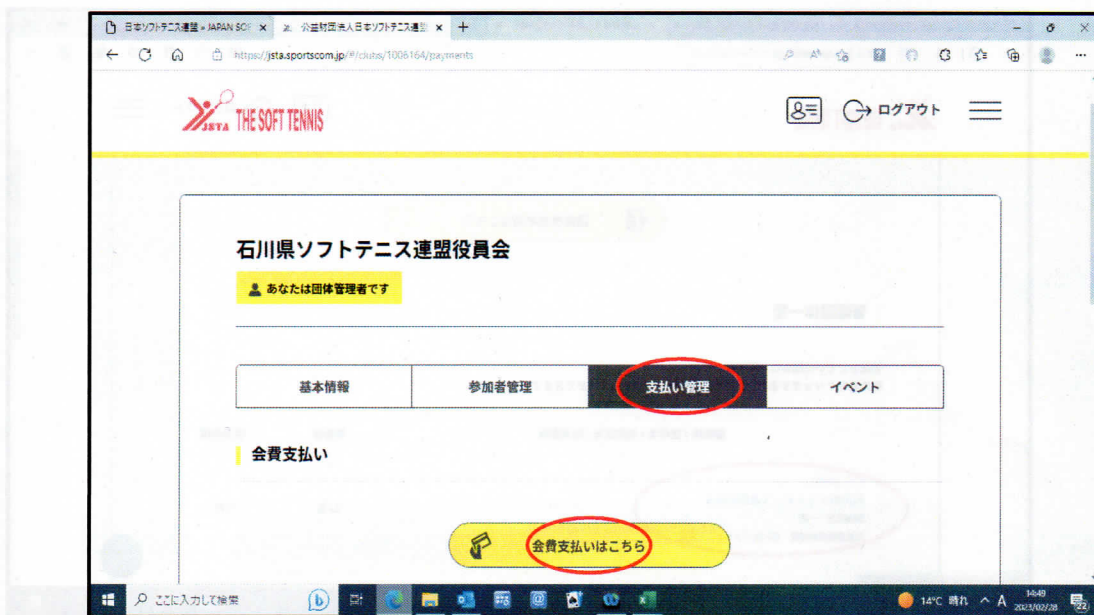 日本ソフトテニス連盟 » JAPAN SOF
公益財団法人日本ソフトテニス連盟
https://jsta.sportscom.jp/#/clubs/1006164/payments
JSTA THE SOFT TENNIS
ログアウト
石川県ソフトテニス連盟役員会
あなたは団体管理者です
基本情報 参加者管理 支払い管理 イベント
会費支払い
会費支払いはこちら
ここに入力して検索
14°C 晴れ
A
14:49
2023/02/28
22